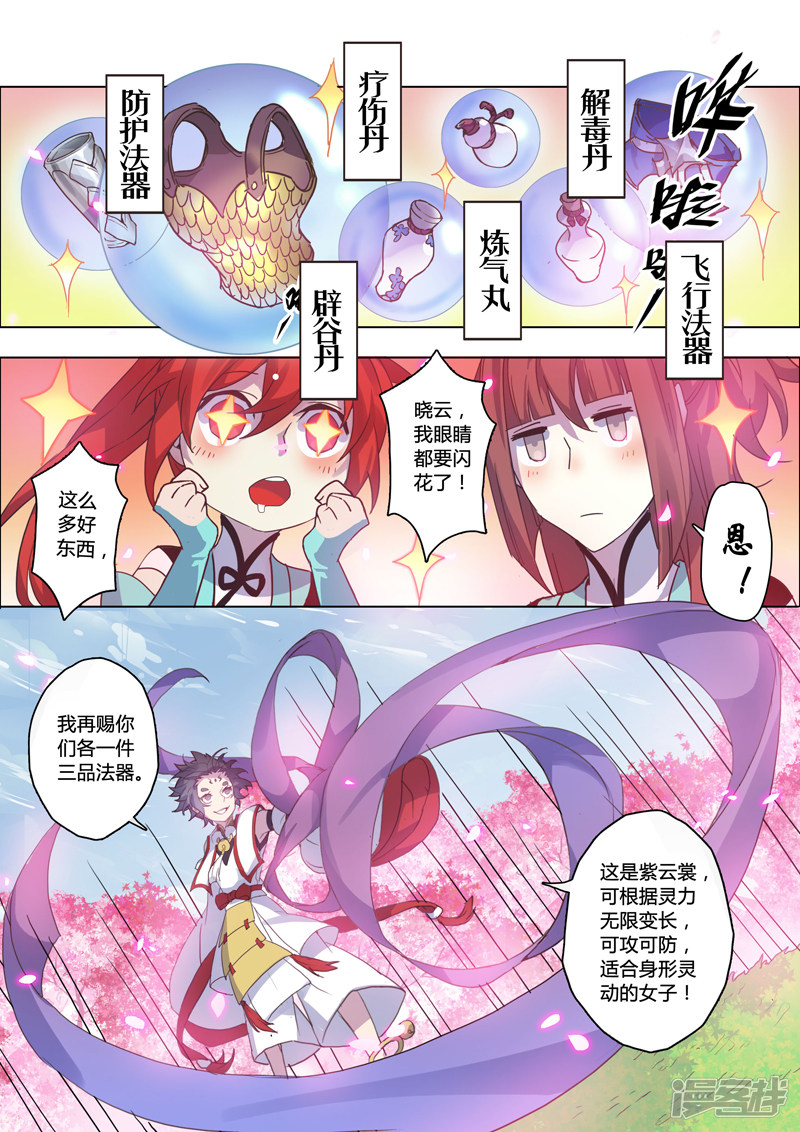 防护法器
疗伤丹
解毒丹
辟谷丹
炼气丸
飞行法器
哗
啦
啦
！
这么
多好
东西，
晓云，
我眼睛
都要闪
花了！
恩！
我再赐你
们各一件
三品法器。
这是紫云裳，
可根据灵力
无限变长，
可攻可防，
适合身形灵
动的女子！
漫客栈